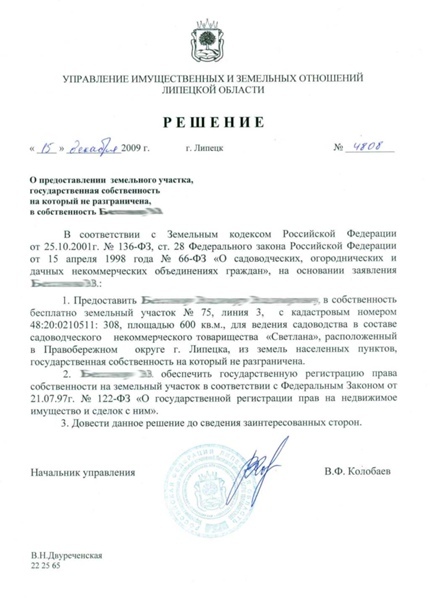 УПРАВЛЕНИЕ ИМУЩЕСТВЕННЫХ И ЗЕМЕЛЬНЫХ ОТНОШЕНИЙ
ЛИПЕЦКОЙ ОБЛАСТИ
РЕШЕНИЕ
« 15 » декабря 2009 г. г. Липецк № 4808
О предоставлении земельного участка,
государственная собственность
на который не разграничена,
в собственность
В соответствии с Земельным кодексом Российской Федерации
от 25.10.2001г. № 136-ФЗ, ст. 28 Федерального закона Российской Федерации
от 15 апреля 1998 года № 66-ФЗ «О садоводческих, огороднических и
дачных некоммерческих объединениях граждан», на основании заявления
1. Предоставить в собственность
бесплатно земельный участок № 75, линия 3, с кадастровым номером
48:20:0210511: 308, площадью 600 кв.м., для ведения садоводства в составе
садоводческого некоммерческого товарищества «Светлана», расположенный
в Правобережном округе г. Липецка, из земель населенных пунктов,
государственная собственность на который не разграничена.
2. обеспечить государственную регистрацию права
собственности на земельный участок в соответствии с Федеральным Законом от
21.07.97г. № 122-ФЗ «О государственной регистрации прав на недвижимое
имущество и сделок с ним».
3. Довести данное решение до сведения заинтересованных сторон.
Начальник управления В.Ф. Колобаев
В.Н.Двуреченская
22 25 65